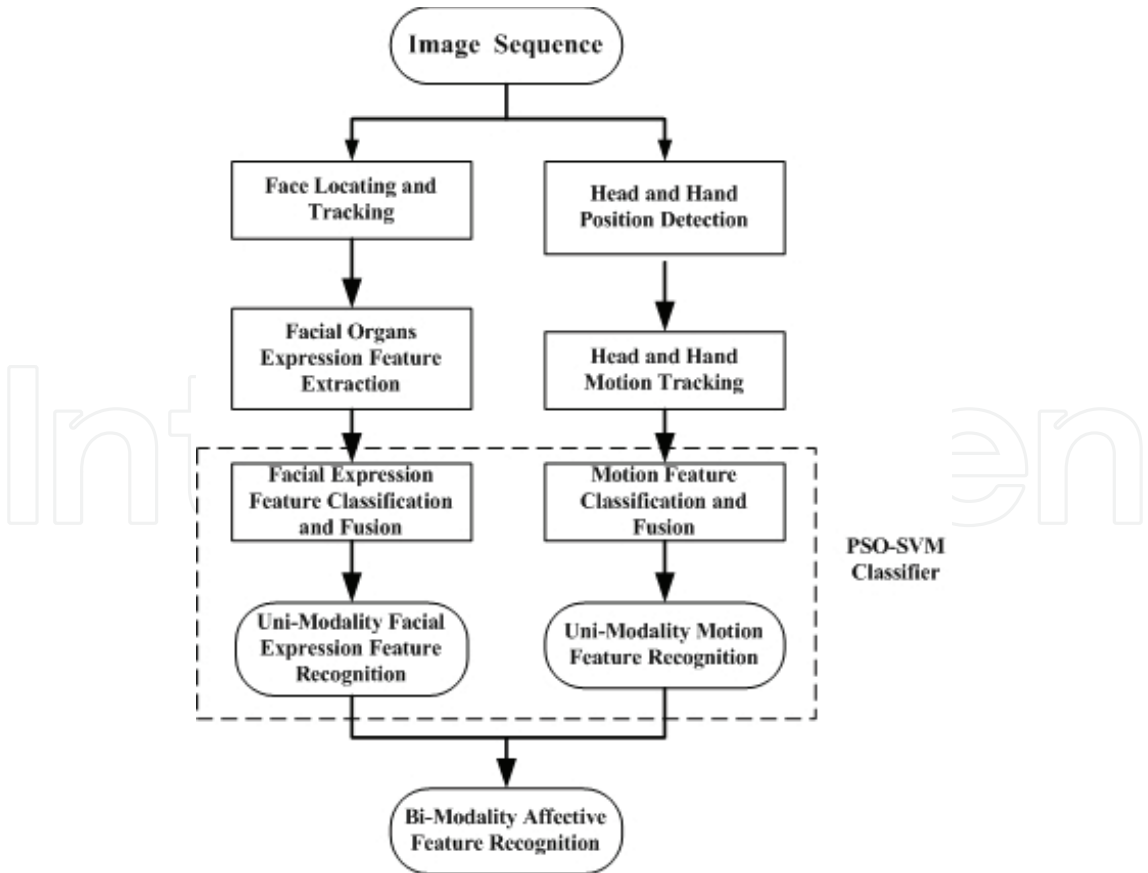 Image Sequence
Face Locating and
Tracking
Head and Hand
Position Detection
Facial Organs
Expression Feature
Extraction
Head and Hand
Motion Tracking
Facial Expression
Feature Classification
and Fusion
Motion Feature
Classification and
Fusion
PSO-SVM
Classifier
Uni-Modality Facial
Expression Feature
Recognition
Uni-Modality Motion
Feature Recognition
Bi-Modality Affective
Feature Recognition